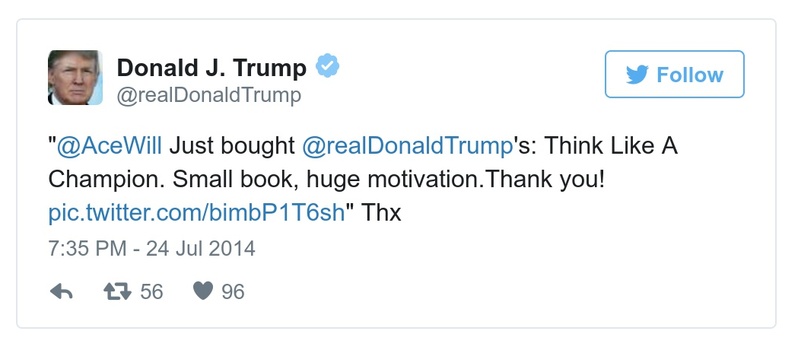 Donald J. Trump
Follow
@realDonaldTrump
"@AceWill Just bought @realDonaldTrump's: Think Like A
Champion. Small book, huge motivation.Thank you!
pic.twitter.com/bimbP1T6sh" Thx
7:35 PM - 24 Jul 2014
56 96